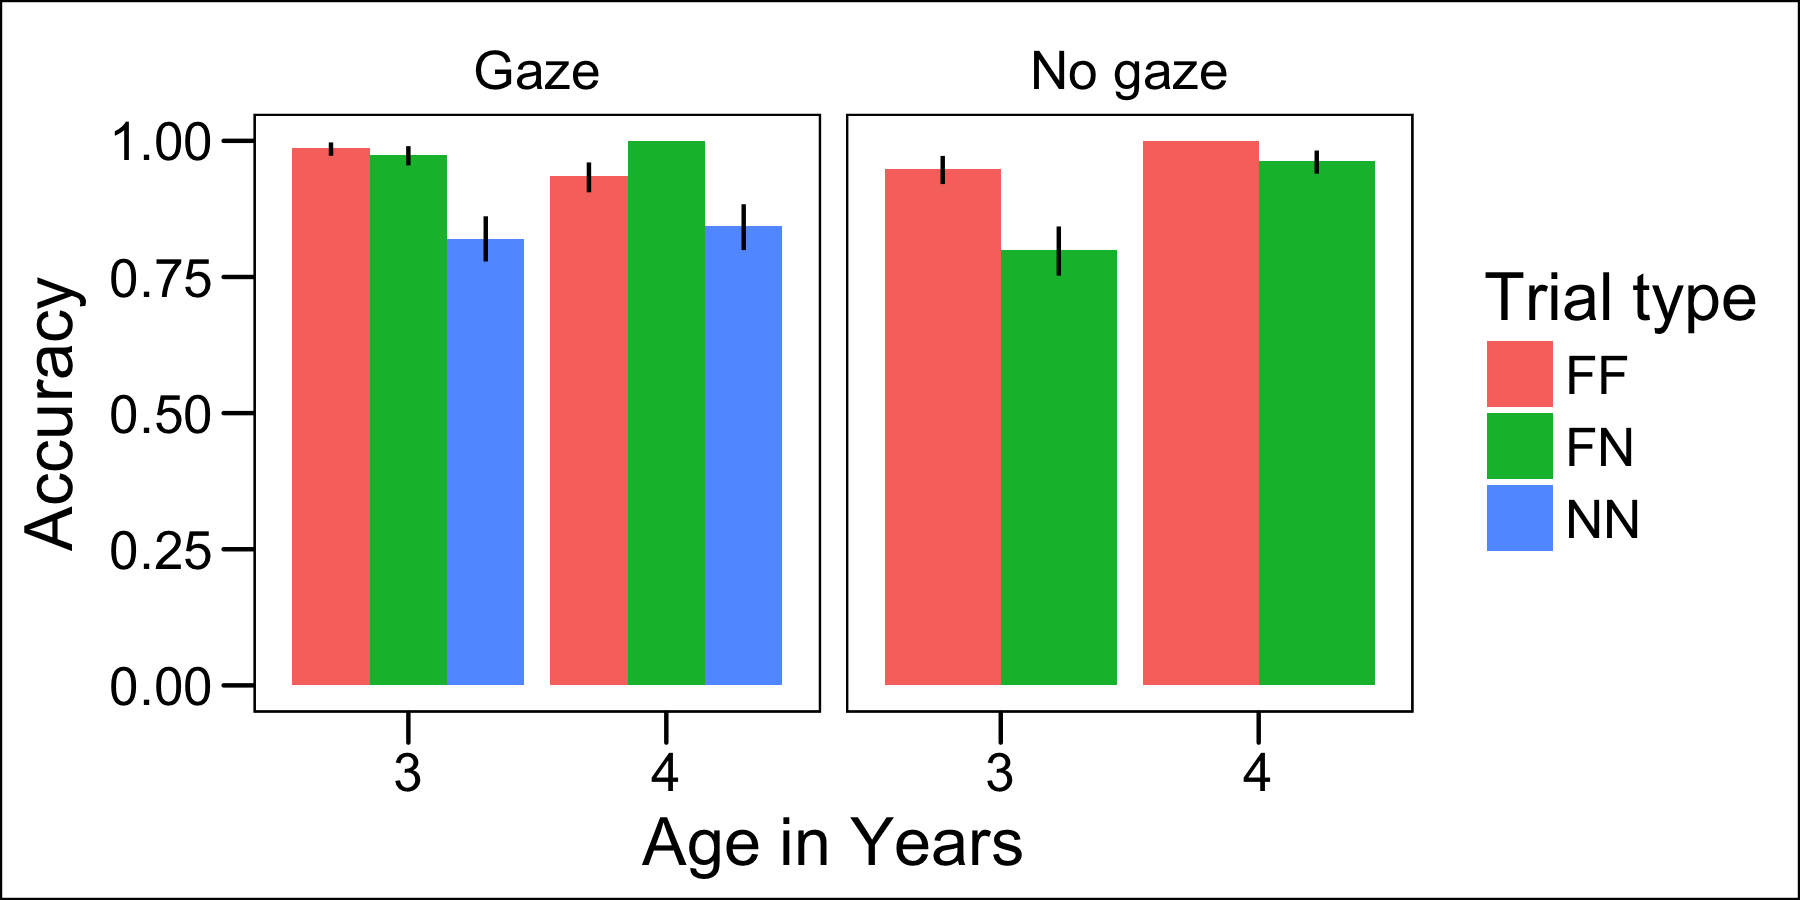 Gaze
No gaze
1.00
0.75
0.50
0.25
0.00
Accuracy
3
4
3
4
Age in Years
Trial type
FF
FN
NN